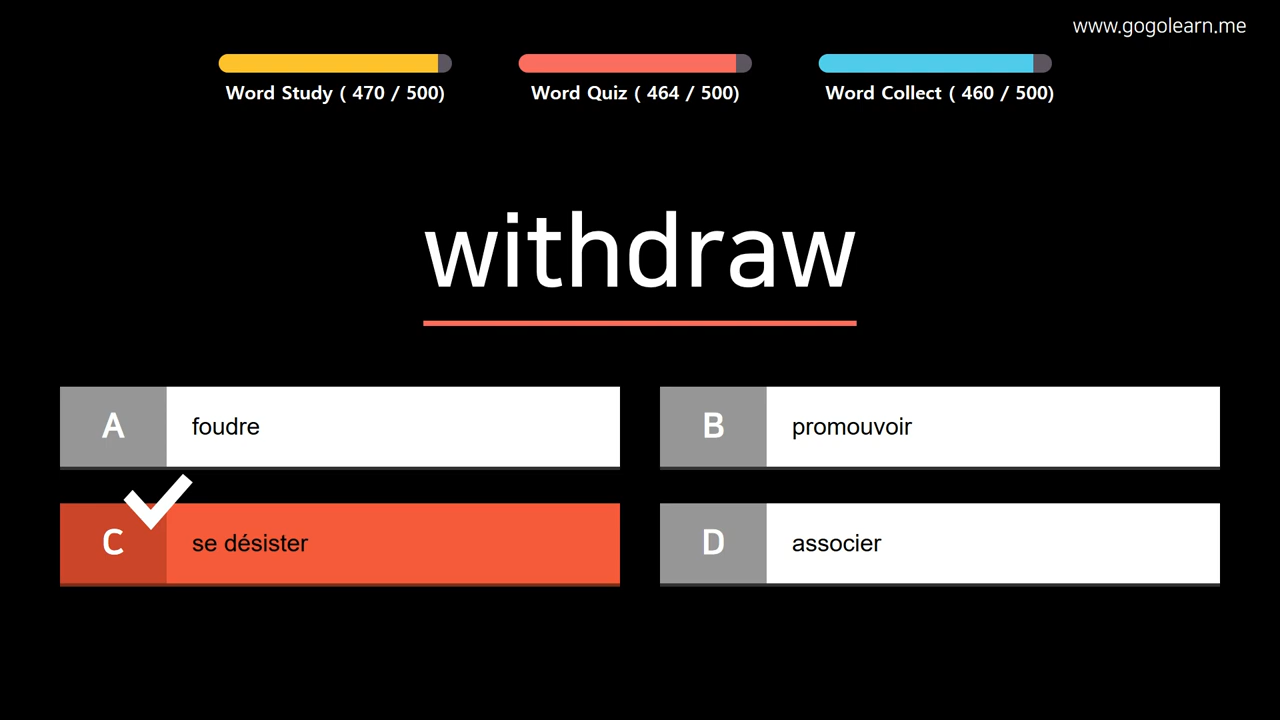 www.gogolearn.me
Word Study ( 470 / 500)
Word Quiz ( 464 / 500)
Word Collect ( 460 / 500)
withdraw
A foudre
B promouvoir
C se désister
D associer